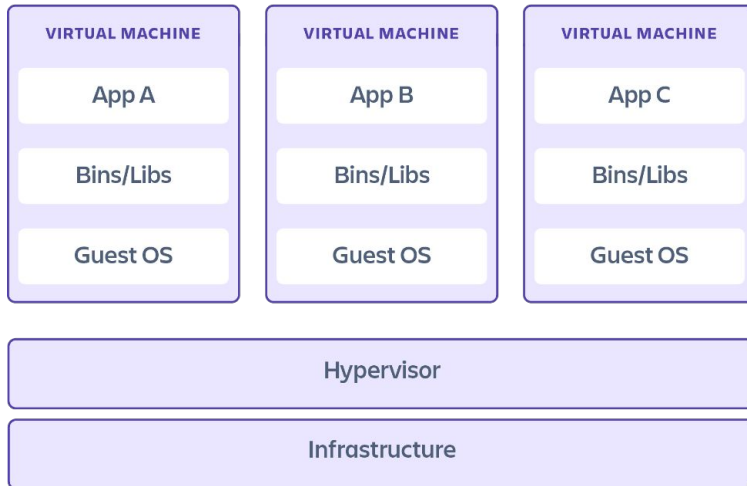 VIRTUAL MACHINE
App A
Bins/Libs
Guest OS
VIRTUAL MACHINE
App B
Bins/Libs
Guest OS
VIRTUAL MACHINE
App C
Bins/Libs
Guest OS
Hypervisor
Infrastructure